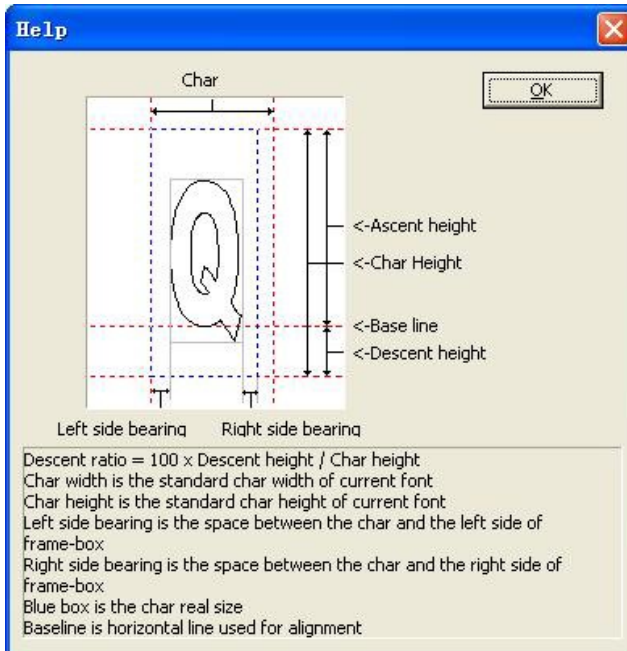 Help
Char
OK
<-Ascent height
<-Char Height
<-Base line
<-Descent height
Left side bearing
Right side bearing
Descent ratio = 100 x Descent height / Char height
Char width is the standard char width of current font
Char height is the standard char height of current font
Left side bearing is the space between the char and the left side of
frame-box
Right side bearing is the space between the char and the right side of
frame-box
Blue box is the char real size
Baseline is horizontal line used for alignment